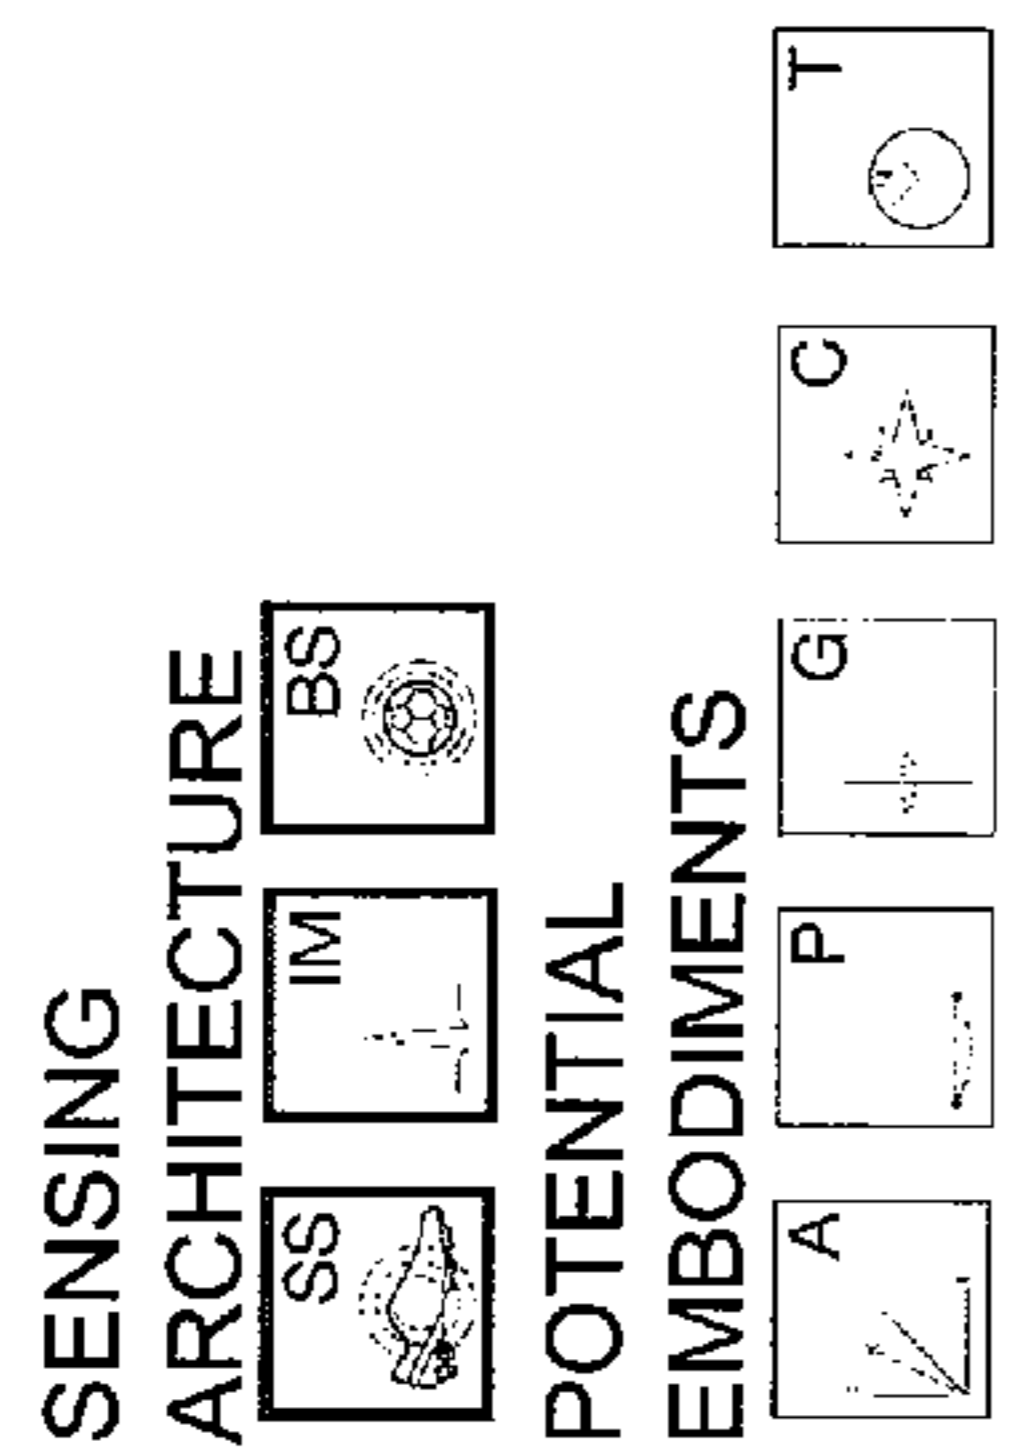 SENSING
ARCHITECTURE
SS IM BS
POTENTIAL
EMBODIMENTS
A P G C T